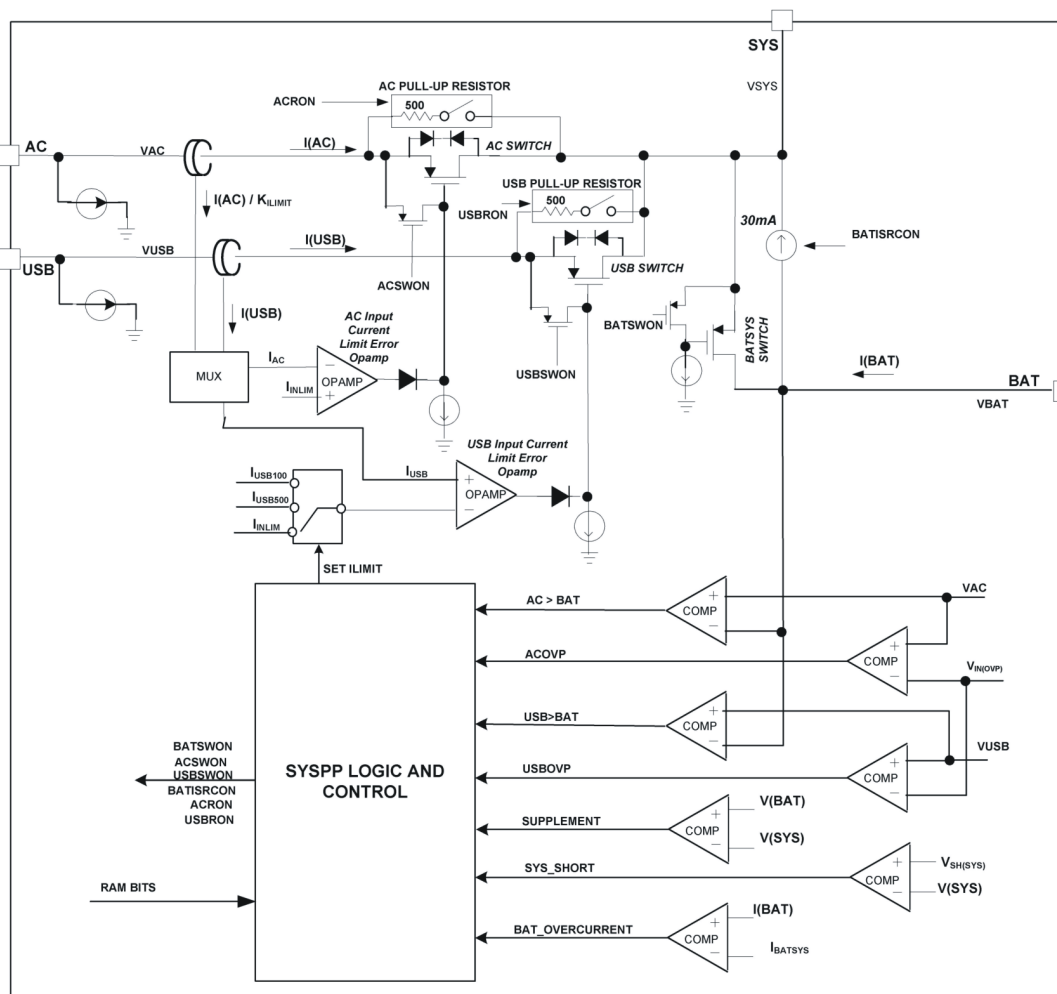 SYS
VSYS
AC PULL-UP RESISTOR
ACRON
500
AC
VAC
I(AC)
AC SWITCH
USB PULL-UP RESISTOR
I(AC) / KILIMIT
USBRON
500
30mA
BATISRCON
USB
VUSB
I(USB)
USB SWITCH
ACSWON
I(USB)
BATSWON
BATSYS
SWITCH
AC Input
Current
Limit Error
Opamp
USBSWON
I(BAT)
BAT
VBAT
MUX
IAC
IINLIM
OPAMP
−
+
USB Input Current
Limit Error
Opamp
IUSB
OPAMP
+
−
IUSB100
IUSB500
IINLIM
SET ILIMIT
AC > BAT
COMP
+
−
VAC
ACOVP
COMP
+
−
VIN(OVP)
USB>BAT
COMP
+
−
VUSB
USBOVP
COMP
+
−
BATSWON
ACSWON
USBSWON
BATISRCON
ACRON
USBRON
SYSPP LOGIC AND
CONTROL
SUPPLEMENT
COMP
+
−
V(BAT)
V(SYS)
SYS_SHORT
COMP
+
−
VSH(SYS)
V(SYS)
RAM BITS
BAT_OVERCURRENT
COMP
+
−
I(BAT)
IBATSYS